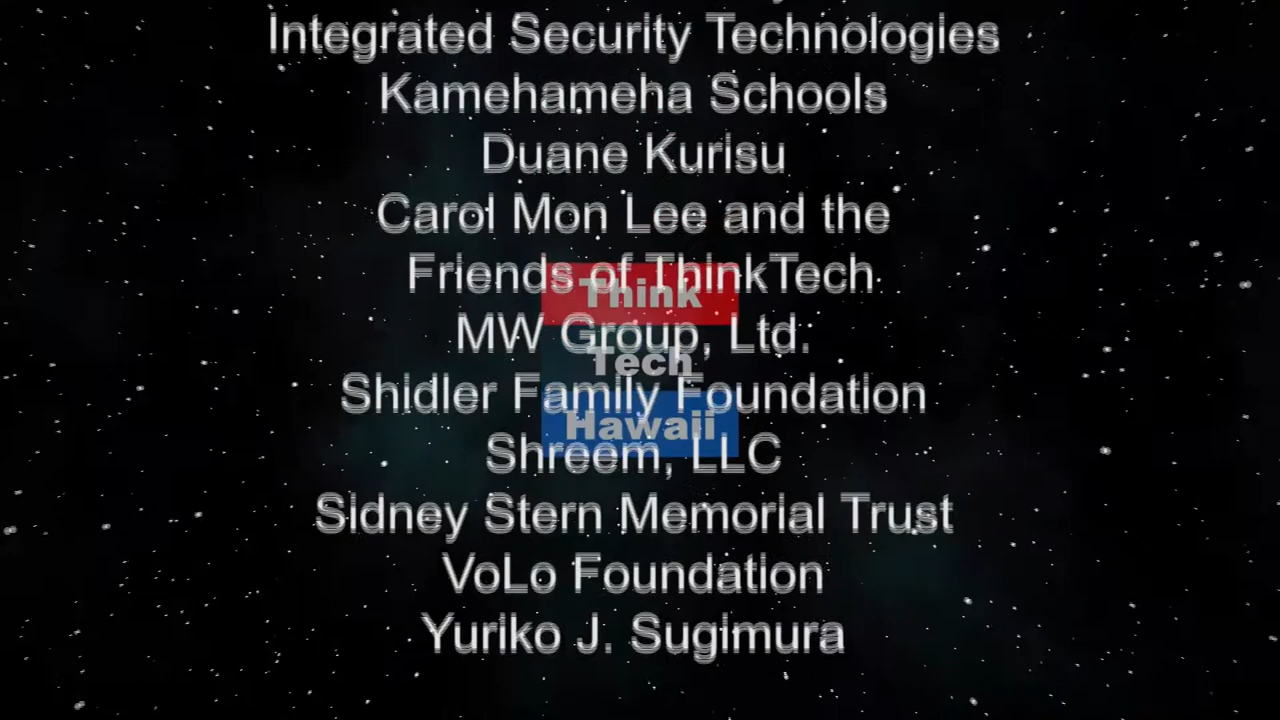 Integrated Security Technologies
Kamehameha Schools
Duane Kurisu
Carol Mon Lee and the
Friends of ThinkTech
Think
MW Group, Ltd.
Tech
Shidler Family Foundation
Hawaii
Shreem, LLC
Sidney Stern Memorial Trust
VoLo Foundation
Yuriko J. Sugimura